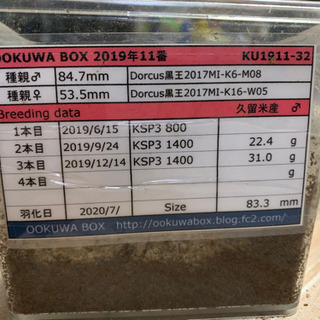 OOKUWA BOX 2019年11番 KU1911-32
種親♂ 84.7mm Dorcus黒王2017MI-K6-M08
種親♀ 53.5mm Dorcus黒王2017MI-K16-W05
Breeding data 久留米産
1本目 2019/6/15 KSP3 800
2本目 2019/9/24 KSP3 1400 22.4 g
3本目 2019/12/14 KSP3 1400 31.0 g
4本目 g
羽化日 2020/7/ Size 83.3 mm
OOKUWA BOX http://ookuwabox.blog.fc2.com/